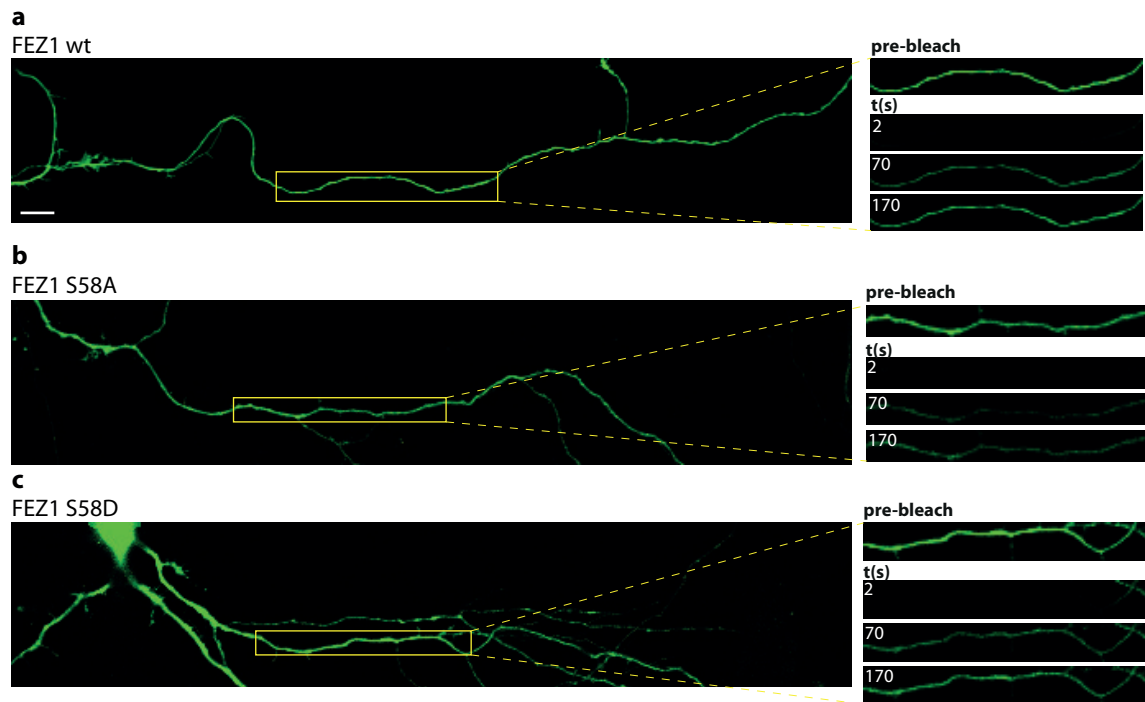 a
FEZ1 wt
pre-bleach
t(s)
2
70
170
b
FEZ1 S58A
pre-bleach
t(s)
2
70
170
c
FEZ1 S58D
pre-bleach
t(s)
2
70
170